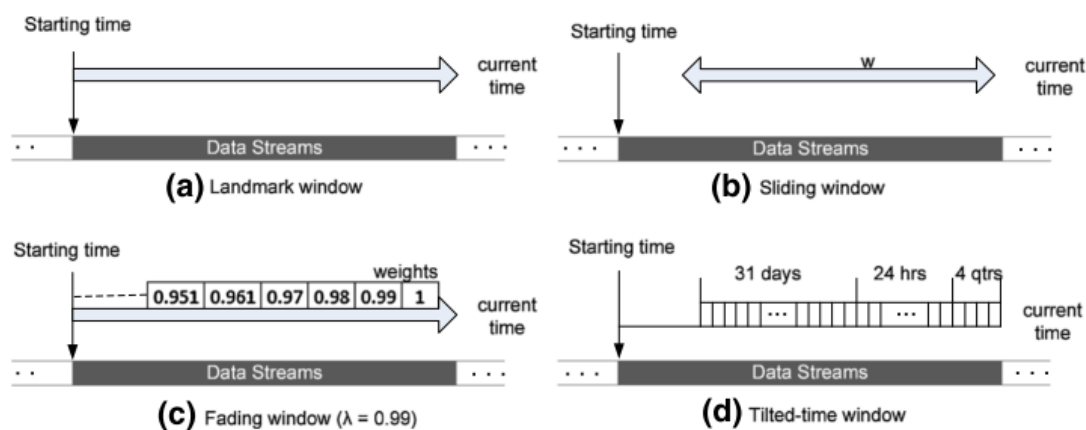 Starting time
current
time
· · Data Streams · · ·
(a) Landmark window
Starting time
w
current
time
· · · Data Streams · · ·
(b) Sliding window
Starting time
weights
0.951 0.961 0.97 0.98 0.99 1
current
time
· · Data Streams · · ·
(c) Fading window (λ = 0.99)
Starting time
31 days 24 hrs 4 qtrs
··· ···
current
time
· · · Data Streams · · ·
(d) Tilted-time window